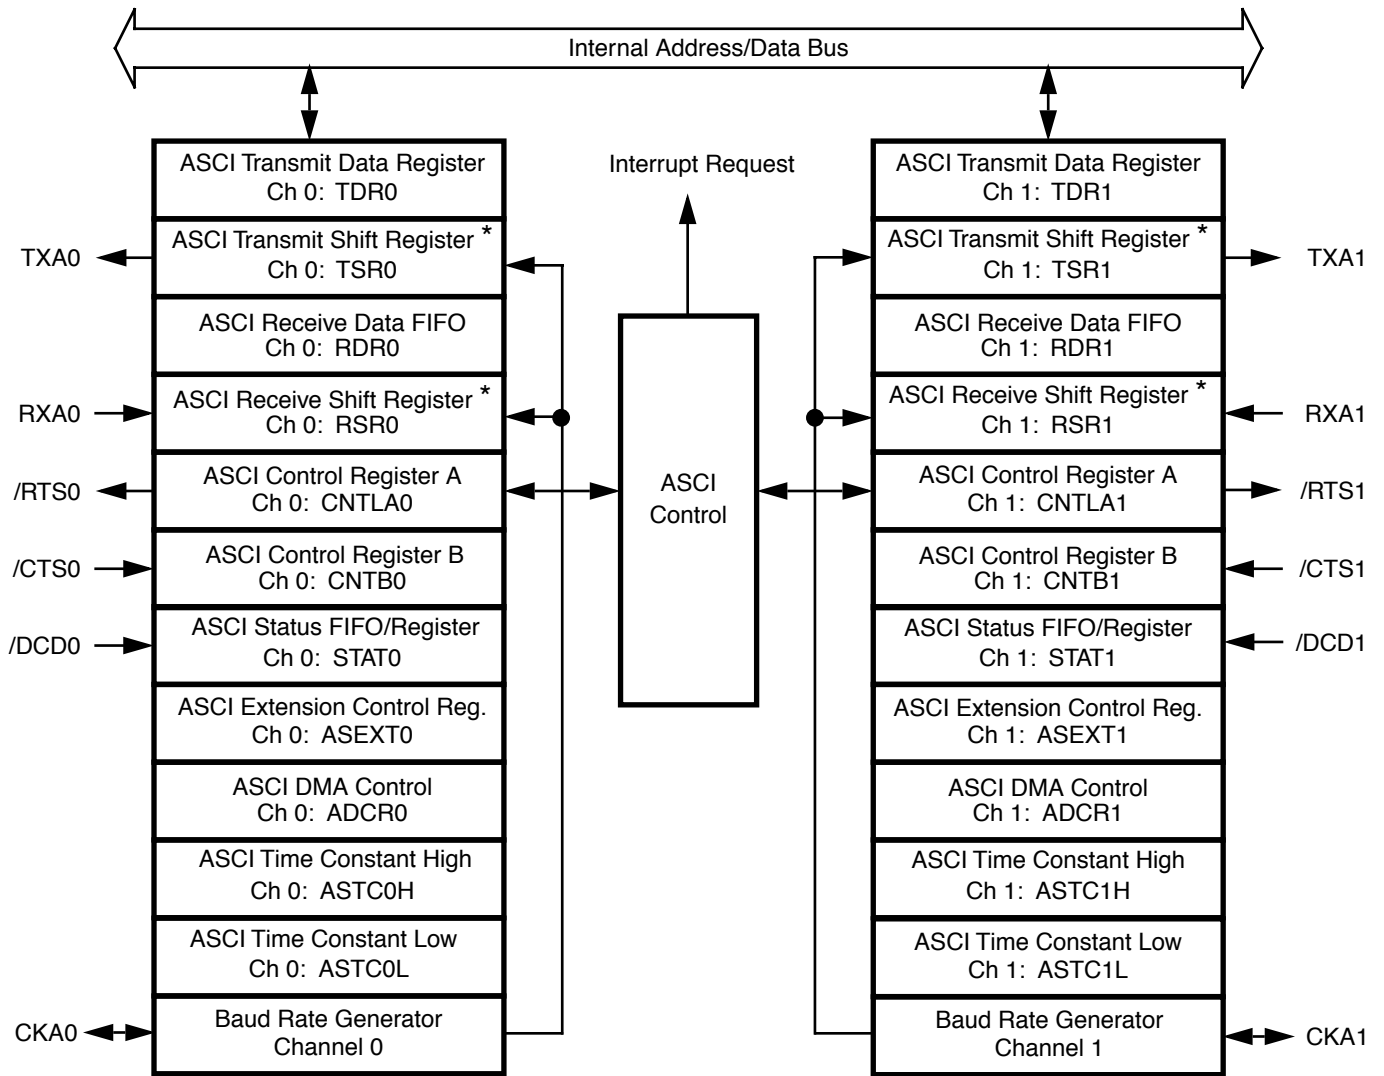 Internal Address/Data Bus
ASCI Transmit Data Register
Ch 0: TDR0
TXA0
ASCI Transmit Shift Register *
Ch 0: TSR0
ASCI Receive Data FIFO
Ch 0: RDR0
RXA0
ASCI Receive Shift Register *
Ch 0: RSR0
/RTS0
ASCI Control Register A
Ch 0: CNTLA0
/CTS0
ASCI Control Register B
Ch 0: CNTB0
/DCD0
ASCI Status FIFO/Register
Ch 0: STAT0
ASCI Extension Control Reg.
Ch 0: ASEXT0
ASCI DMA Control
Ch 0: ADCR0
ASCI Time Constant High
Ch 0: ASTC0H
ASCI Time Constant Low
Ch 0: ASTC0L
CKA0
Baud Rate Generator
Channel 0
Interrupt Request
ASCI
Control
ASCI Transmit Data Register
Ch 1: TDR1
ASCI Transmit Shift Register *
Ch 1: TSR1
TXA1
ASCI Receive Data FIFO
Ch 1: RDR1
ASCI Receive Shift Register *
Ch 1: RSR1
RXA1
ASCI Control Register A
Ch 1: CNTLA1
/RTS1
ASCI Control Register B
Ch 1: CNTB1
/CTS1
ASCI Status FIFO/Register
Ch 1: STAT1
/DCD1
ASCI Extension Control Reg.
Ch 1: ASEXT1
ASCI DMA Control
Ch 1: ADCR1
ASCI Time Constant High
Ch 1: ASTC1H
ASCI Time Constant Low
Ch 1: ASTC1L
Baud Rate Generator
Channel 1
CKA1